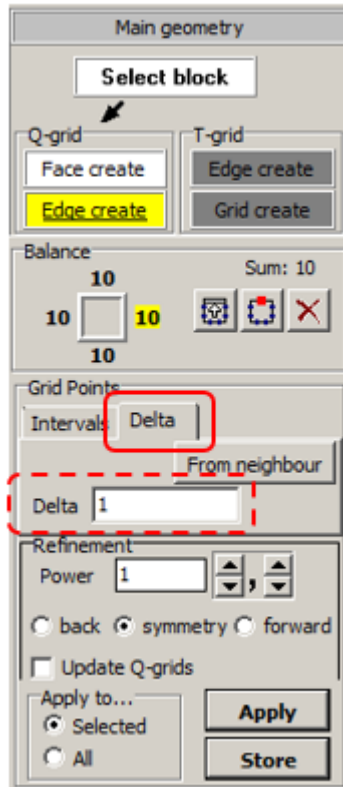 Main geometry
Select block
Q-grid T-grid
Face create Edge create
Edge create Grid create
Balance
10 Sum: 10
10 10
10
Grid Points
Intervals Delta
From neighbour
Delta 1
Refinement
Power 1 ,
back symmetry forward
Update Q-grids
Apply to...
Selected Apply
All Store